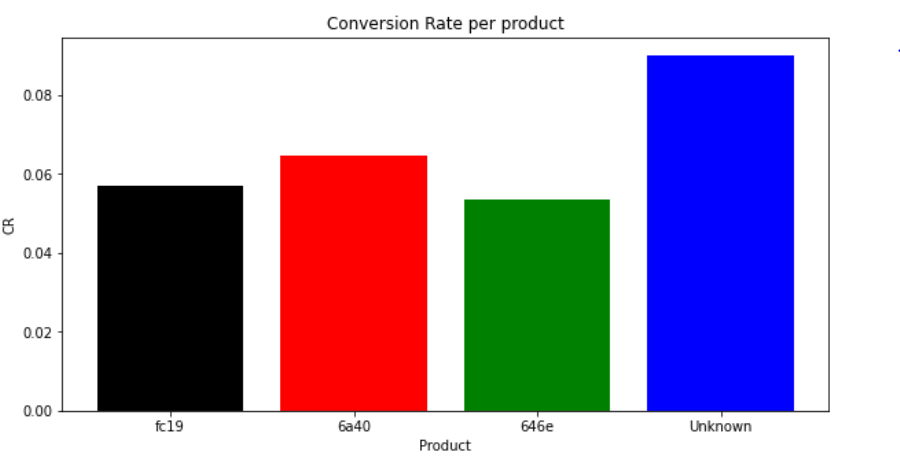 Conversion Rate per product
0.08
0.06
0.04
0.02
0.00
CR
fc19 6a40 646e Unknown
Product